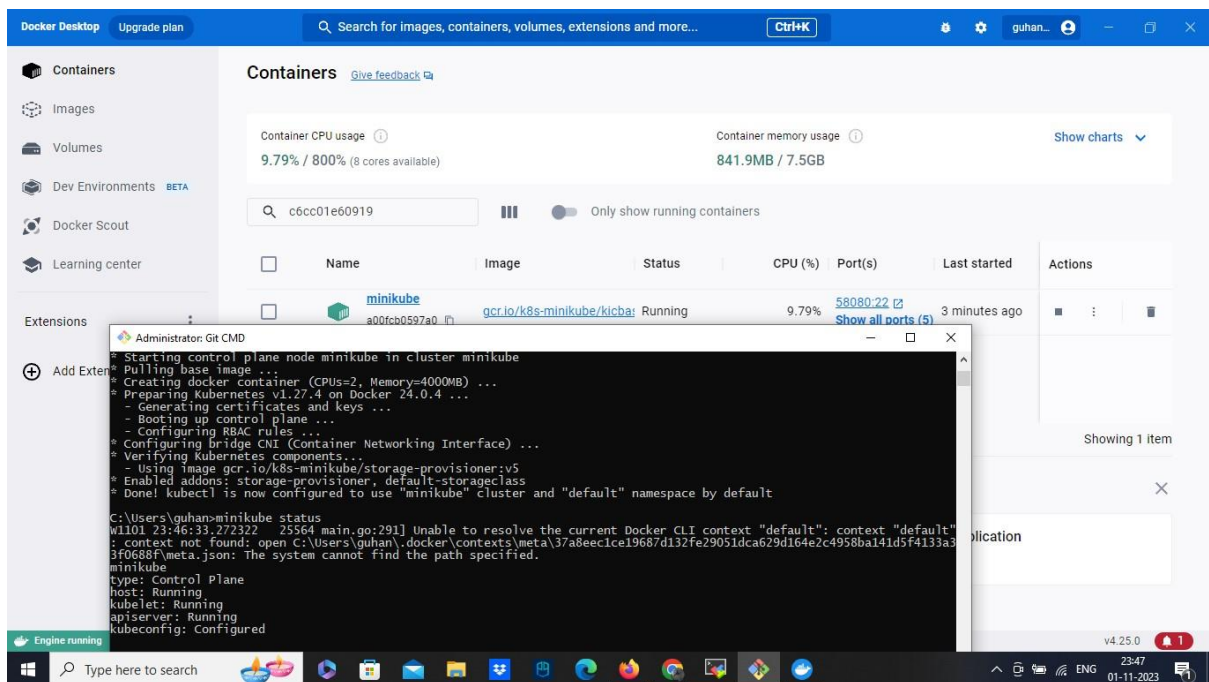 Docker Desktop Upgrade plan Search for images, containers, volumes, extensions and more... Ctrl+K guhan...
Containers
Images
Volumes
Dev Environments BETA
Docker Scout
Learning center
Extensions
Add Exten
Containers Give feedback
Container CPU usage
9.79% / 800% (8 cores available)
Container memory usage
841.9MB / 7.5GB
Show charts
c6cc01e60919
Only show running containers
Name Image Status CPU (%) Port(s) Last started Actions
minikube
a00fcb0597a0
gcr.io/k8s-minikube/kicba Running 9.79% 58080:22 3 minutes ago
Show all ports (5)
Showing 1 item
plication
Administrator: Git CMD
* Starting control plane node minikube in cluster minikube
* Pulling base image ...
* Creating docker container (CPUs=2, Memory=4000MB) ...
* Preparing Kubernetes v1.27.4 on Docker 24.0.4 ...
- Generating certificates and keys ...
- Booting up control plane ...
- Configuring RBAC rules ...
* Configuring bridge CNI (Container Networking Interface) ...
* Verifying Kubernetes components...
- Using image gcr.io/k8s-minikube/storage-provisioner:v5
* Enabled addons: storage-provisioner, default-storageclass
* Done! kubectl is now configured to use "minikube" cluster and "default" namespace by default
C:\Users\guhan>minikube status
W1101 23:46:33.272322 25564 main.go:291] Unable to resolve the current Docker CLI context "default": context "default"
: context not found: open C:\Users\guhan\.docker\contexts\meta\37a8eec1ce19687d132fe29051dca629d164e2c4958ba141d5f4133a3
3f0688f\meta.json: The system cannot find the path specified.
minikube
type: Control Plane
host: Running
kubelet: Running
apiserver: Running
kubeconfig: Configured
Engine running
v4.25.0 1
Type here to search
ENG
23:47
01-11-2023